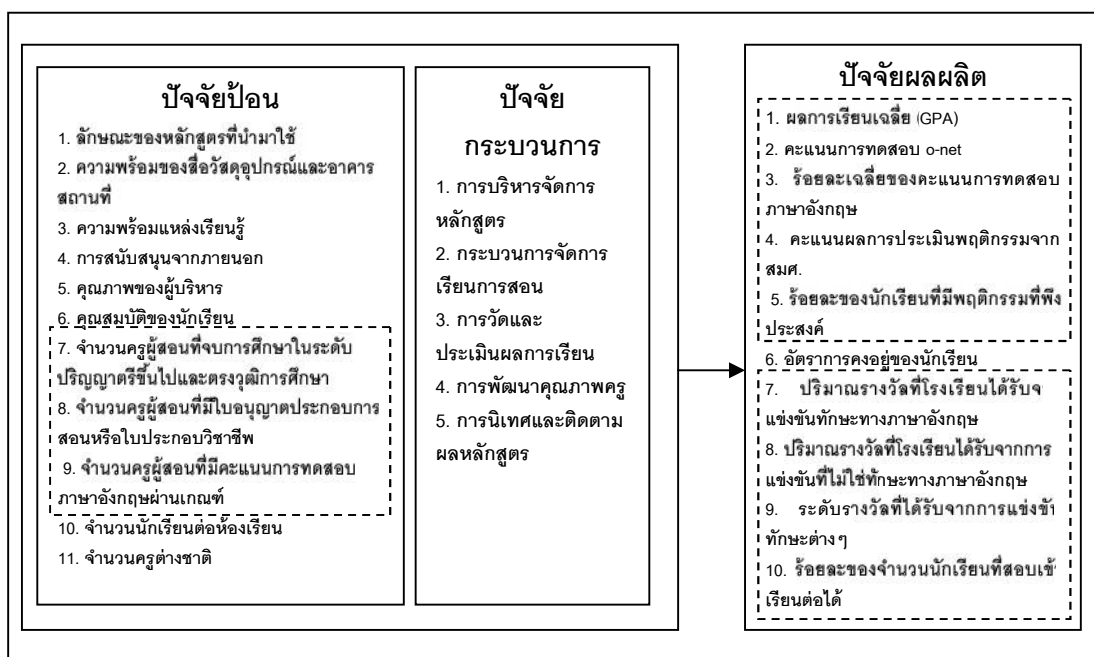 ปัจจัยป้อน
1. ลักษณะของหลักสูตรที่นำมาใช้
2. ความพร้อมของสื่อวัสดุอุปกรณ์และอาคาร
สถานที่
3. ความพร้อมแหล่งเรียนรู้
4. การสนับสนุนจากภายนอก
5. คุณภาพของผู้บริหาร
6. คุณสมบัติของนักเรียน
7. จำนวนครูผู้สอนที่จบการศึกษาในระดับ
ปริญญาตรีขึ้นไปและตรงวุฒิการศึกษา
8. จำนวนครูผู้สอนที่มีใบอนุญาตประกอบการ
สอนหรือใบประกอบวิชาชีพ
9. จำนวนครูผู้สอนที่มีคะแนนการทดสอบ
ภาษาอังกฤษผ่านเกณฑ์
10. จำนวนนักเรียนต่อห้องเรียน
11. จำนวนครูต่างชาติ
ปัจจัย
กระบวนการ
1. การบริหารจัดการ
หลักสูตร
2. กระบวนการจัดการ
เรียนการสอน
3. การวัดและ
ประเมินผลการเรียน
4. การพัฒนาคุณภาพครู
5. การนิเทศและติดตาม
ผลหลักสูตร
ปัจจัยผลผลิต
1. ผลการเรียนเฉลี่ย (GPA)
2. คะแนนการทดสอบ o-net
3. ร้อยละเฉลี่ยของคะแนนการทดสอบ
ภาษาอังกฤษ
4. คะแนนผลการประเมินพฤติกรรมจาก
สมศ.
5. ร้อยละของนักเรียนที่มีพฤติกรรมที่พึง
ประสงค์
6. อัตราการคงอยู่ของนักเรียน
7. ปริมาณรางวัลที่โรงเรียนได้รับจ
แข่งขันทักษะทางภาษาอังกฤษ
8. ปริมาณรางวัลที่โรงเรียนได้รับจากการ
แข่งขันที่ไม่ใช่ทักษะทางภาษาอังกฤษ
9. ระดับรางวัลที่ได้รับจากการแข่งขั
ทักษะต่างๆ
10. ร้อยละของจำนวนนักเรียนที่สอบเข้
เรียนต่อได้